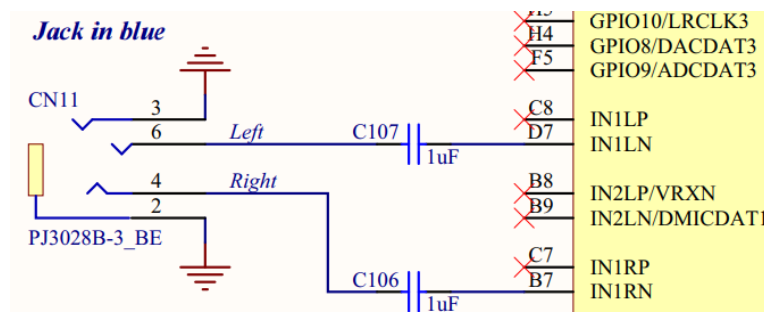 Jack in blue
H5 GPIO10/LRCLK3
H4 GPIO8/DACDAT3
F5 GPIO9/ADCDAT3
CN11
3
C8 IN1LP
6 Left C107 1uF D7 IN1LN
4 Right B8 IN2LP/VRXN
2 B9 IN2LN/DMICDAT1
PJ3028B-3_BE
C7 IN1RP
C106 1uF B7 IN1RN